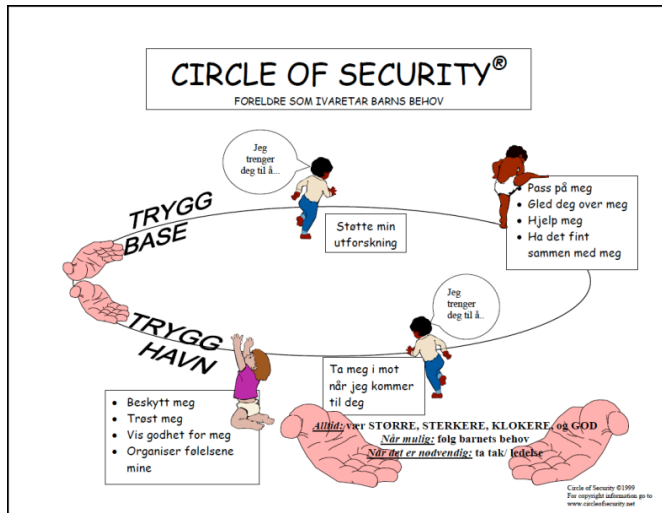 CIRCLE OF SECURITY®
FORELDRE SOM IVARETAR BARNS BEHOV
Jeg
trenger
deg til å...
TRYGG
BASE
Støtte min
utforskning
• Pass på meg
• Gled deg over meg
• Hjelp meg
• Ha det fint
sammen med meg
TRYGG
HAVN
Jeg
trenger
deg til å..
Ta meg i mot
når jeg kommer
til deg
• Beskytt meg
• Trøst meg
• Vis godhet for meg
• Organiser følelsene
mine
Alltid: vær STØRRE, STERKERE, KLOKERE, og GOD
Når mulig: følg barnets behov
Når det er nødvendig: ta tak/ ledelse
Circle of Security ©1999
For copyright information go to
www.circleofsecurity.net